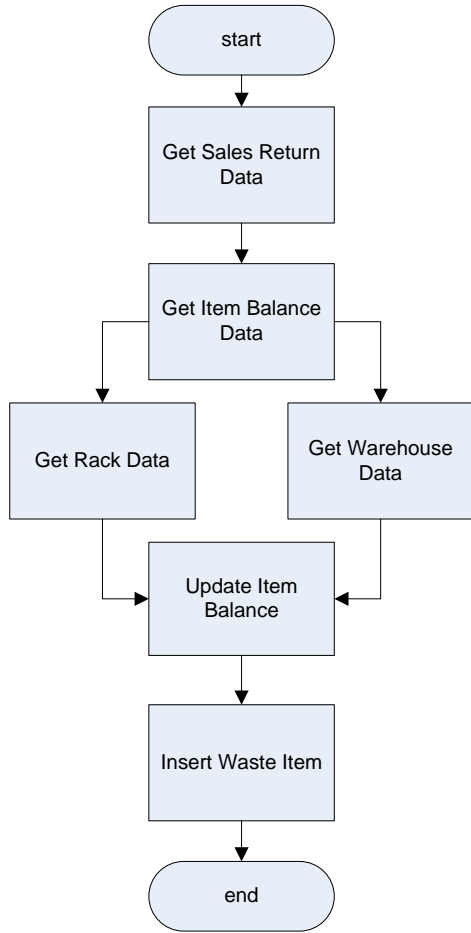 start
Get Sales Return
Data
Get Item Balance
Data
Get Rack Data
Get Warehouse
Data
Update Item
Balance
Insert Waste Item
end